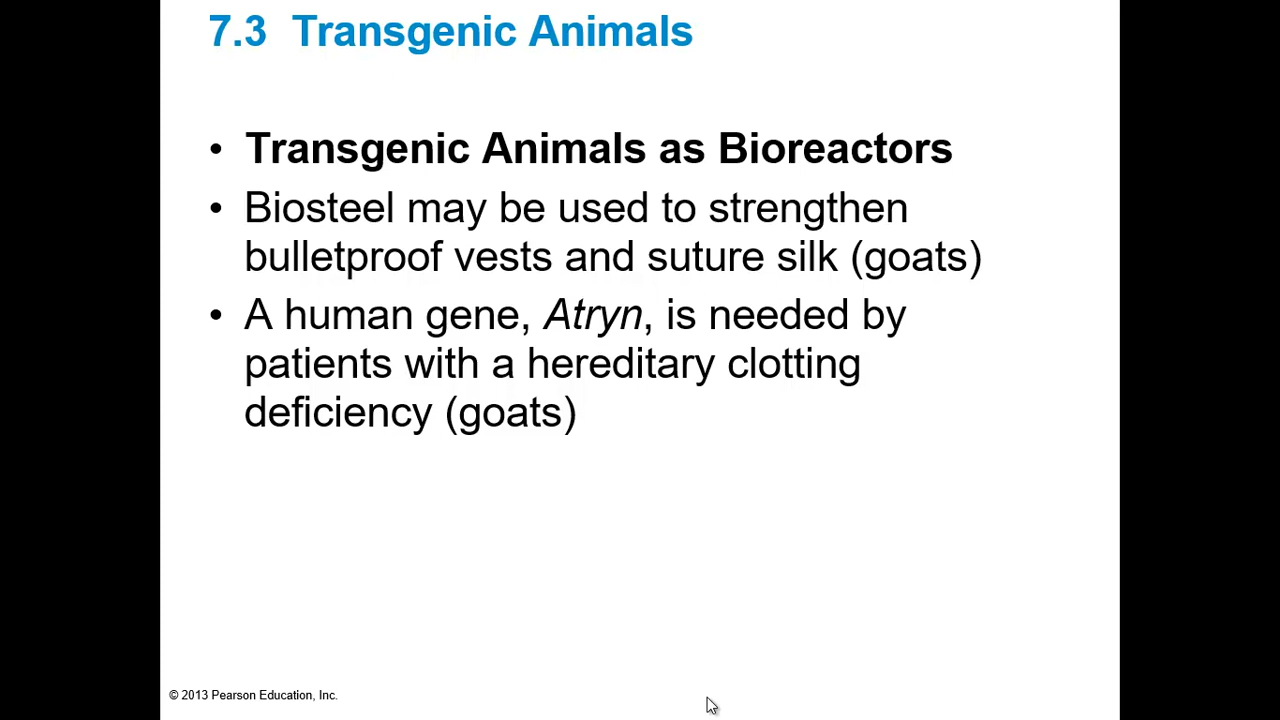 7.3 Transgenic Animals
• Transgenic Animals as Bioreactors
• Biosteel may be used to strengthen
bulletproof vests and suture silk (goats)
• A human gene, Atryn, is needed by
patients with a hereditary clotting
deficiency (goats)
© 2013 Pearson Education, Inc.